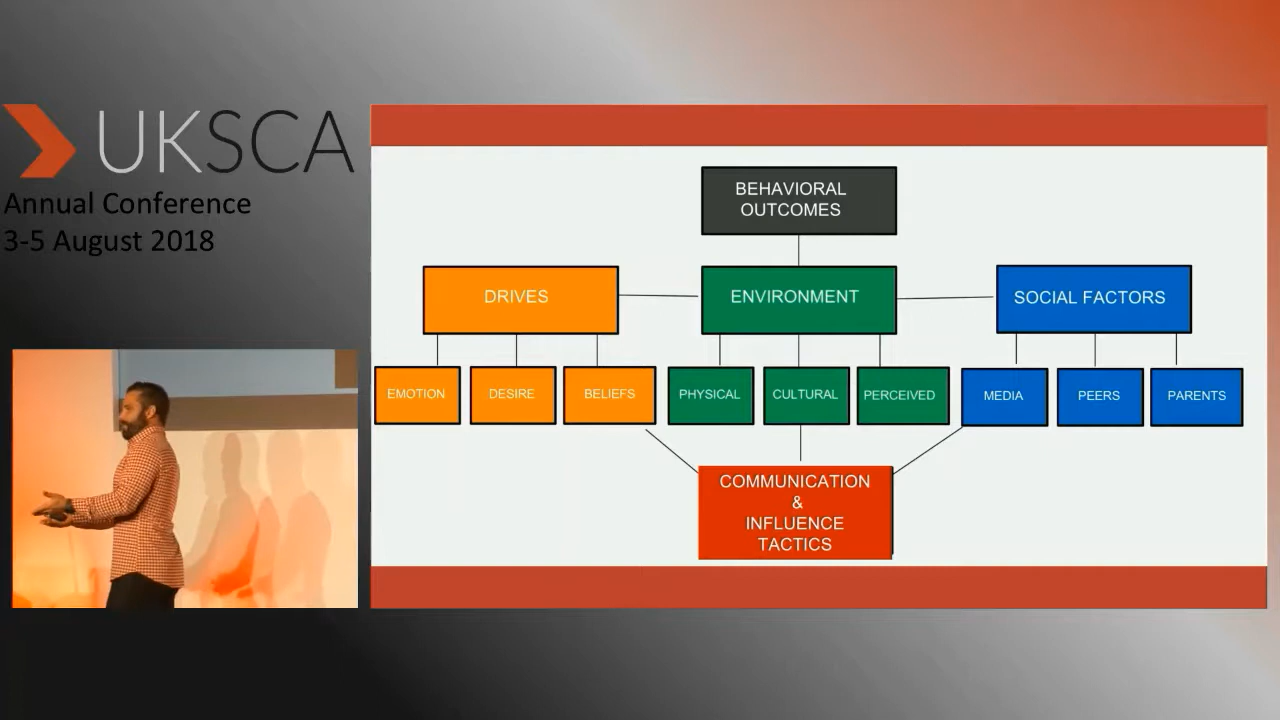 UKSCA
Annual Conference
3-5 August 2018
BEHAVIORAL
OUTCOMES
DRIVES
ENVIRONMENT
SOCIAL FACTORS
EMOTION
DESIRE
BELIEFS
PHYSICAL
CULTURAL
PERCEIVED
MEDIA
PEERS
PARENTS
COMMUNICATION
&
INFLUENCE
TACTICS